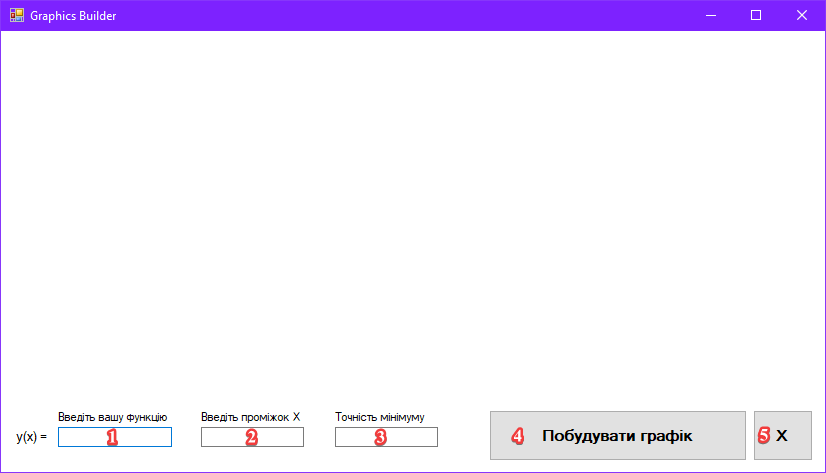 Graphics Builder
Введіть вашу функцію Введіть проміжок X Точність мінімуму
y(x) = 1 2 3 4 Побудувати графік 5 X